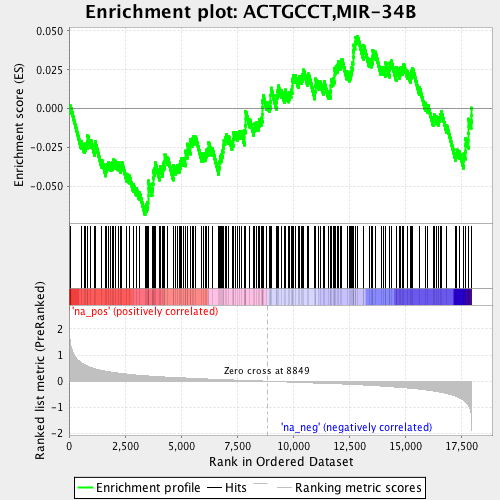 Enrichment plot: ACTGCCT,MIR-34B
Enrichment score (ES)
0.050
0.025
0.000
-0.025
-0.050
'na_pos' (positively correlated)
Ranked list metric (PreRanked)
2
1
0
-1
-2
Zero cross at 8849
'na_neg' (negatively correlated)
0
2,500
5,000
7,500
10,000
12,500
15,000
17,500
Rank in Ordered Dataset
Enrichment profile
Hits
Ranking metric scores